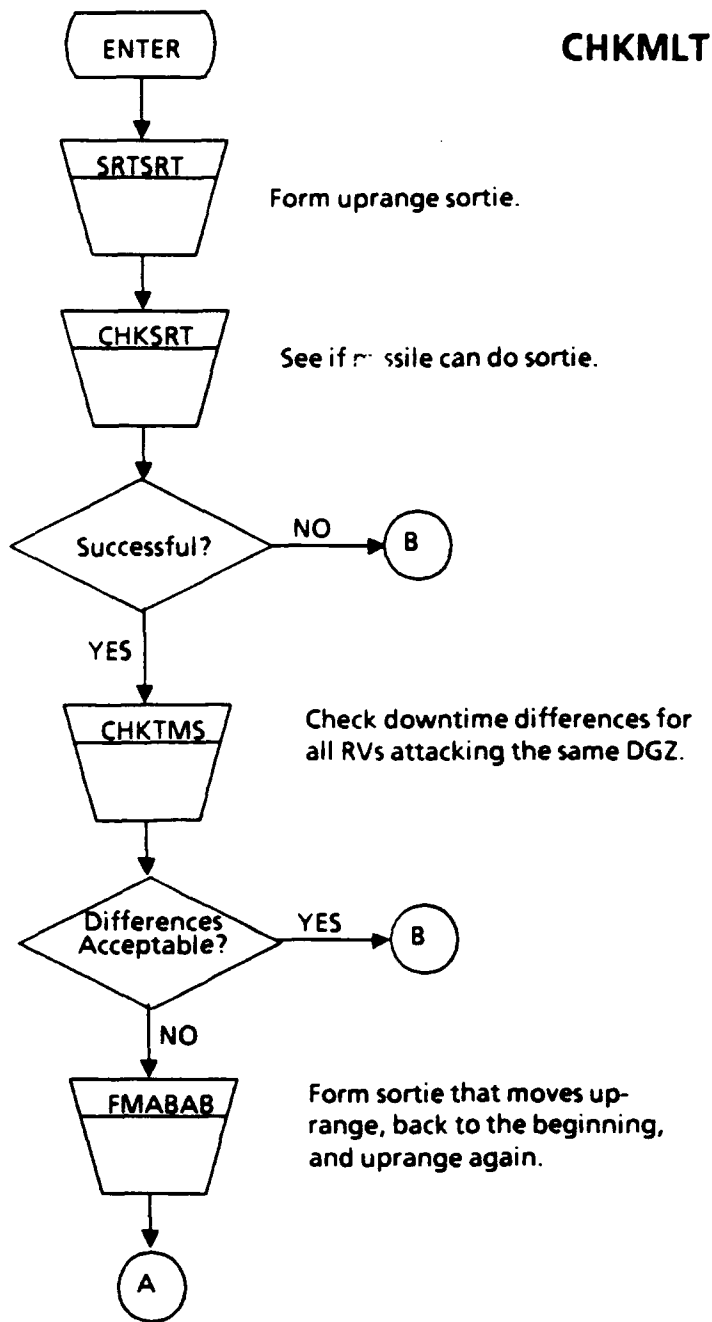 CHKMLT
ENTER
SRTSRT
Form uprange sortie.
CHKSRT
See if can do sortie.
Successful?
NO
B
YES
CHKTMS
Check downtime differences for
all RVs attacking the same DGZ.
Differences
Acceptable?
YES
B
NO
FMABAB
Form sortie that moves up-
range, back to the beginning,
and uprange again.
A